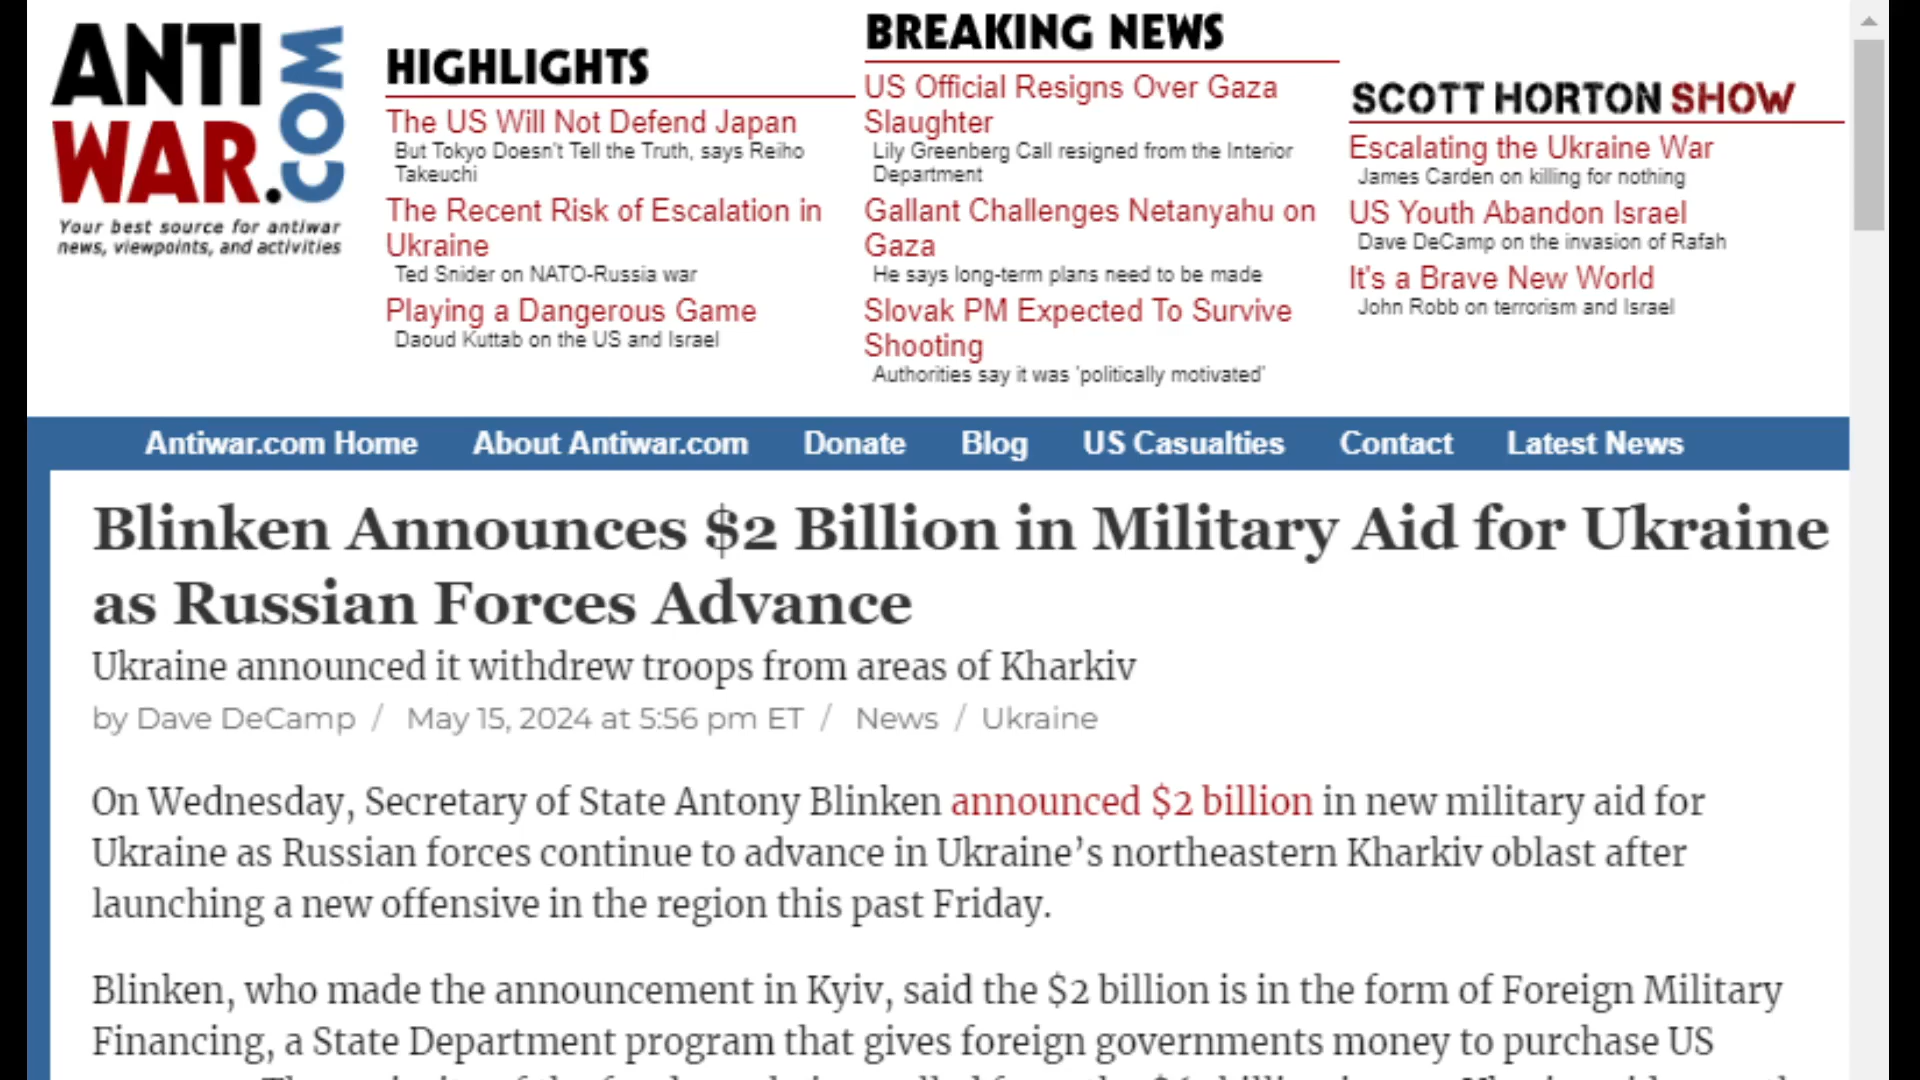 ANTI
WAR.COM
Your best source for antiwar
news, viewpoints, and activities
HIGHLIGHTS
The US Will Not Defend Japan
But Tokyo Doesn't Tell the Truth, says Reiho
Takeuchi
The Recent Risk of Escalation in
Ukraine
Ted Snider on NATO-Russia war
Playing a Dangerous Game
Daoud Kuttab on the US and Israel
BREAKING NEWS
US Official Resigns Over Gaza
Slaughter
Lily Greenberg Call resigned from the Interior
Department
Gallant Challenges Netanyahu on
Gaza
He says long-term plans need to be made
Slovak PM Expected To Survive
Shooting
Authorities say it was 'politically motivated'
SCOTT HORTON SHOW
Escalating the Ukraine War
James Carden on killing for nothing
US Youth Abandon Israel
Dave DeCamp on the invasion of Rafah
It's a Brave New World
John Robb on terrorism and Israel
Antiwar.com Home About Antiwar.com Donate Blog US Casualties Contact Latest News
Blinken Announces $2 Billion in Military Aid for Ukraine
as Russian Forces Advance
Ukraine announced it withdrew troops from areas of Kharkiv
by Dave DeCamp / May 15, 2024 at 5:56 pm ET / News / Ukraine
On Wednesday, Secretary of State Antony Blinken announced $2 billion in new military aid for
Ukraine as Russian forces continue to advance in Ukraine’s northeastern Kharkiv oblast after
launching a new offensive in the region this past Friday.
Blinken, who made the announcement in Kyiv, said the $2 billion is in the form of Foreign Military
Financing, a State Department program that gives foreign governments money to purchase US